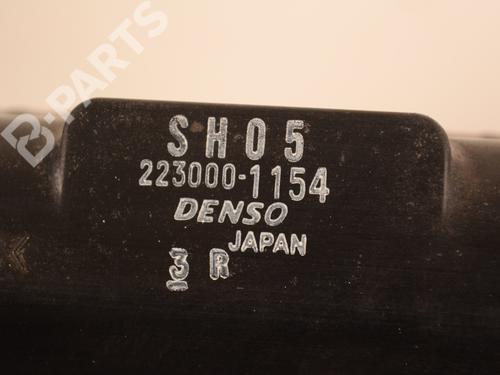 B-PARTS
SH05
223000-1154
DENSO
JAPAN
3 R